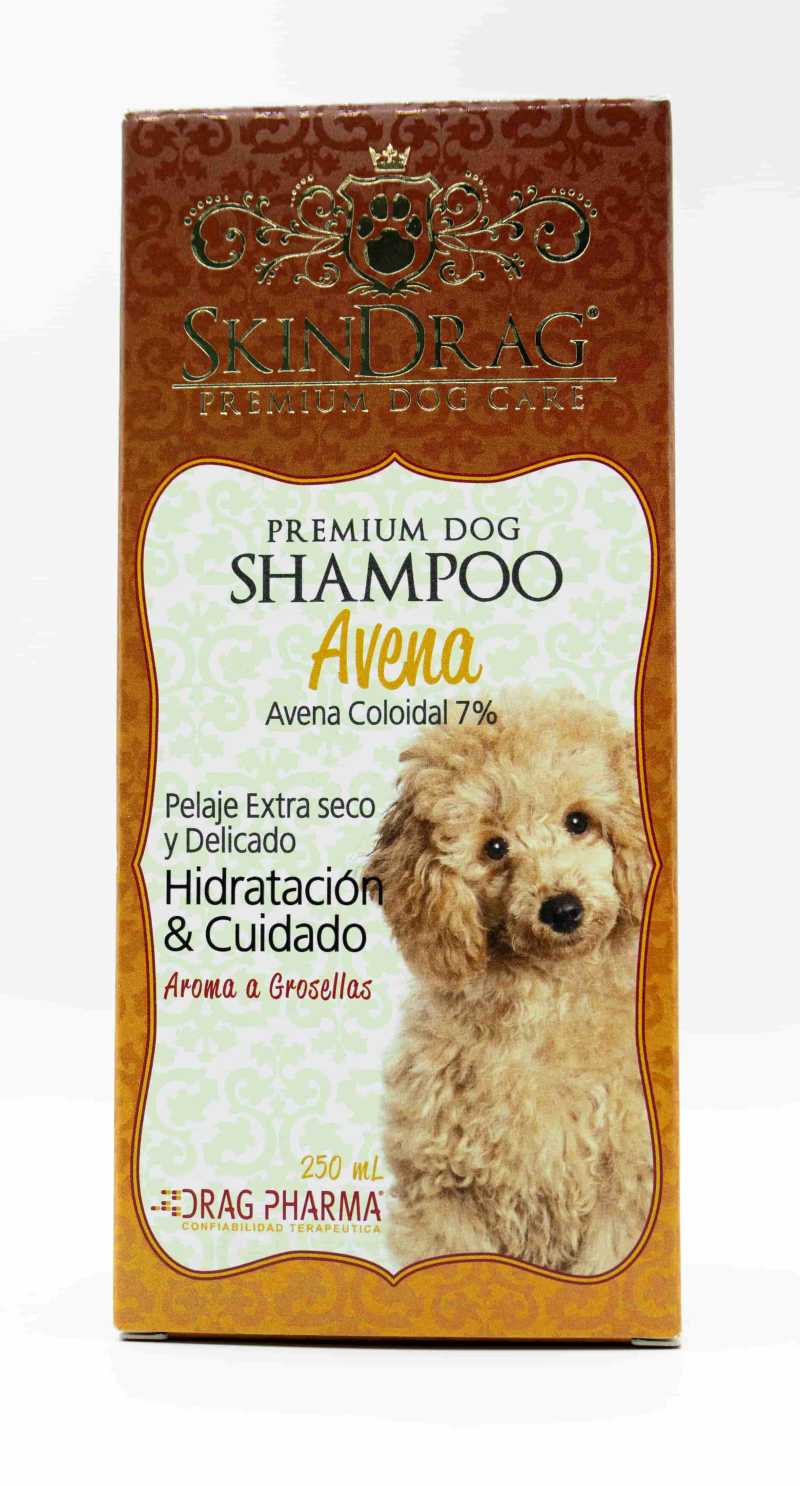 SKINDRAG®
PREMIUM DOG CARE
PREMIUM DOG
SHAMPOO
Avena
Avena Coloidal 7%
Pelaje Extra seco
y Delicado
Hidratación
& Cuidado
Aroma a Grosellas
250 mL
DRAG PHARMA®
CONFIABILIDAD TERAPEUTICA